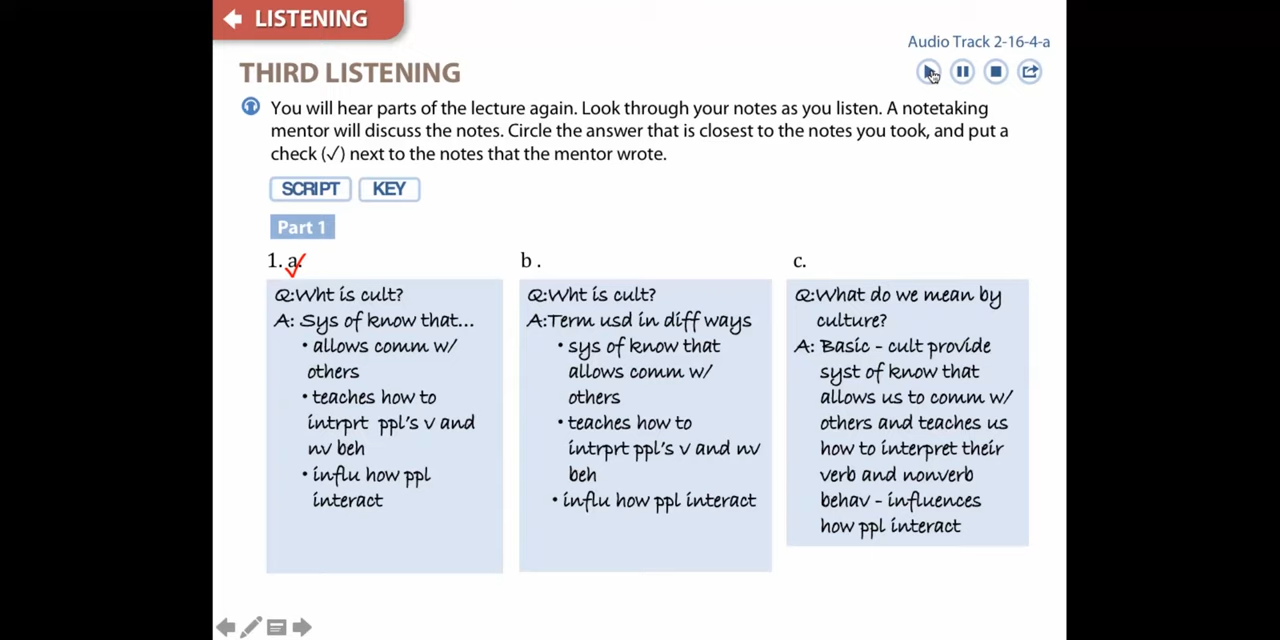 LISTENING
Audio Track 2-16-4-a
THIRD LISTENING
You will hear parts of the lecture again. Look through your notes as you listen. A notetaking
mentor will discuss the notes. Circle the answer that is closest to the notes you took, and put a
check (✓) next to the notes that the mentor wrote.
SCRIPT KEY
Part 1
1. a.
Q:Wht is cult?
A: Sys of know that...
• allows comm w/
others
• teaches how to
intrprt ppl's v and
nv beh
• influ how ppl
interact
b .
Q:Wht is cult?
A:Term usd in diff ways
• sys of know that
allows comm w/
others
• teaches how to
intrprt ppl's v and nv
beh
• influ how ppl interact
c.
Q:What do we mean by
culture?
A: Basic - cult provide
syst of know that
allows us to comm w/
others and teaches us
how to interpret their
verb and nonverb
behav - influences
how ppl interact